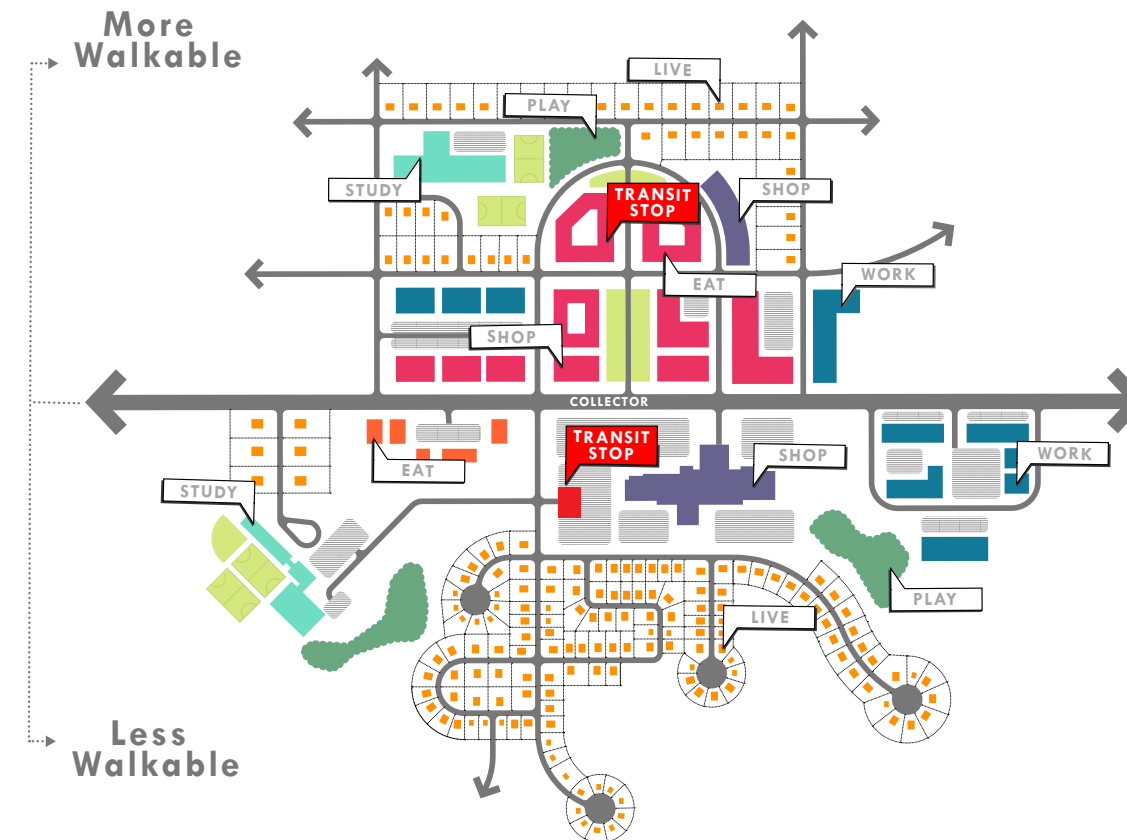 More
Walkable
LIVE
PLAY
STUDY
TRANSIT
STOP
SHOP
EAT
WORK
SHOP
COLLECTOR
TRANSIT
STOP
EAT
SHOP
WORK
STUDY
PLAY
LIVE
Less
Walkable